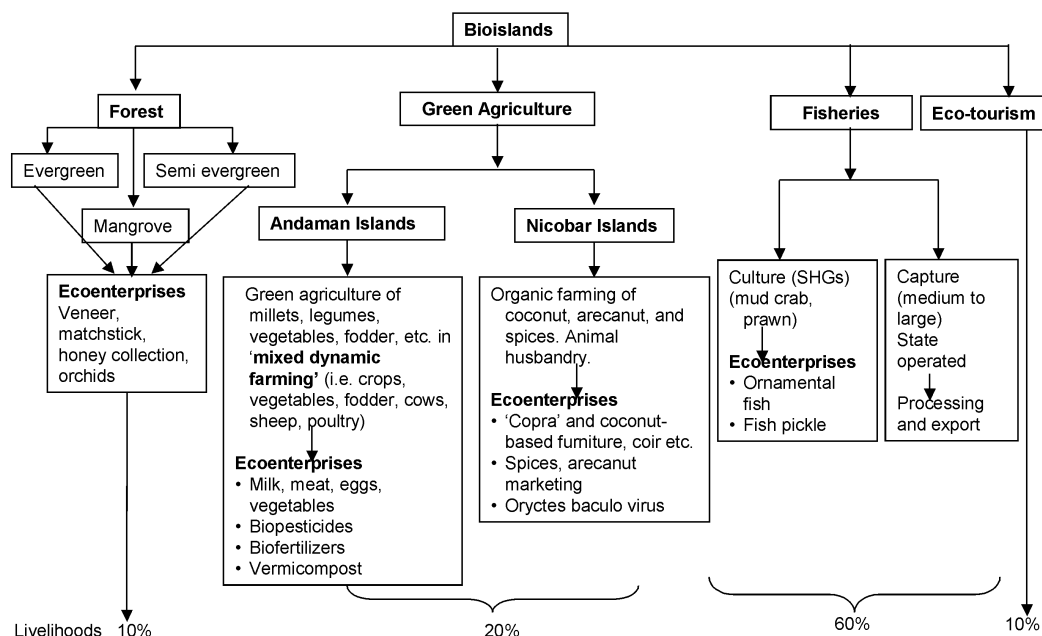 Bioislands
Forest
Green Agriculture
Fisheries
Eco-tourism
Evergreen
Semi evergreen
Mangrove
Andaman Islands
Nicobar Islands
Ecoenterprises
Veneer,
matchstick,
honey collection,
orchids
Green agriculture of
millets, legumes,
vegetables, fodder, etc. in
‘mixed dynamic
farming’ (i.e. crops,
vegetables, fodder, cows,
sheep, poultry)
Ecoenterprises
• Milk, meat, eggs,
vegetables
• Biopesticides
• Biofertilizers
• Vermicompost
Organic farming of
coconut, arecanut, and
spices. Animal
husbandry.
Ecoenterprises
• ‘Copra’ and coconut-
based furniture, coir etc.
• Spices, arecanut
marketing
• Oryctes baculo virus
Culture (SHGs)
(mud crab,
prawn)
Ecoenterprises
• Ornamental
fish
• Fish pickle
Capture
(medium to
large)
State
operated
Processing
and export
Livelihoods 10% 20% 60% 10%